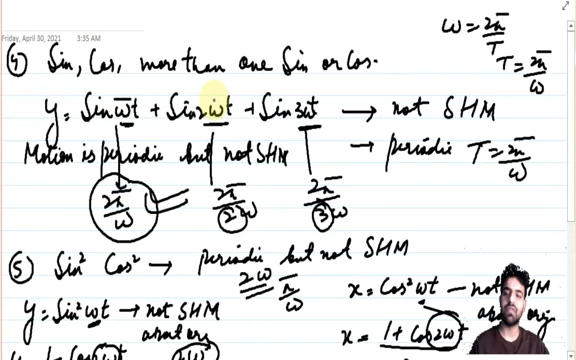 Friday, April 30, 2021 3:35 AM
ω = 2π/T
T = 2π/ω
④ Sin, Cos, more than one Sin or Cos.
y = Sin ωt + Sin 2ωt + Sin 3ωt → not SHM
Motion is periodic but not SHM → periodic T = 2π/ω
2π/ω 2π/2ω 2π/3ω
⑤ Sin² Cos² → periodic but not SHM
2ω π/ω
x = Cos² ωt – not SHM
y = Sin² ωt → not SHM
x = 1 + Cos 2ωt